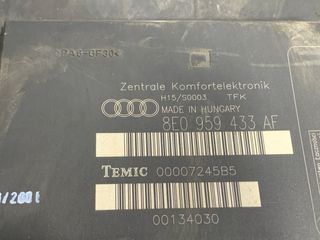 >PA6-GF30<
Zentrale Komfortelektronik
H15/S0003 TFK
MADE IN HUNGARY
8E0 959 433 AF
TEMIC 00007245B5
00134030